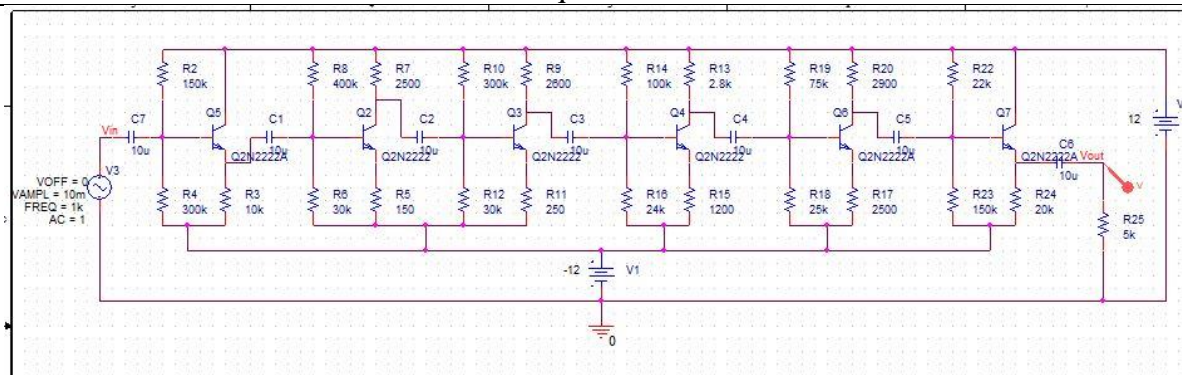 R2
150k
R8
400k
R7
2500
R10
300k
R9
2600
R14
100k
R13
2.8k
R19
75k
R20
2900
R22
22k
Vin
C7
10u
Q5
Q2N2222A
C1
10u
Q2
Q2N2222
C2
10u
Q3
Q2N2222
C3
10u
Q4
Q2N2222
C4
10u
Q6
Q2N2222
C5
10u
Q7
Q2N2222A
C6
10u
Vout
V
12
V
V3
VOFF = 0
VAMPL = 10m
FREQ = 1k
AC = 1
R4
300k
R3
10k
R6
30k
R5
150
R12
30k
R11
250
R16
24k
R15
1200
R18
25k
R17
2500
R23
150k
R24
20k
R25
5k
-12
V1
0